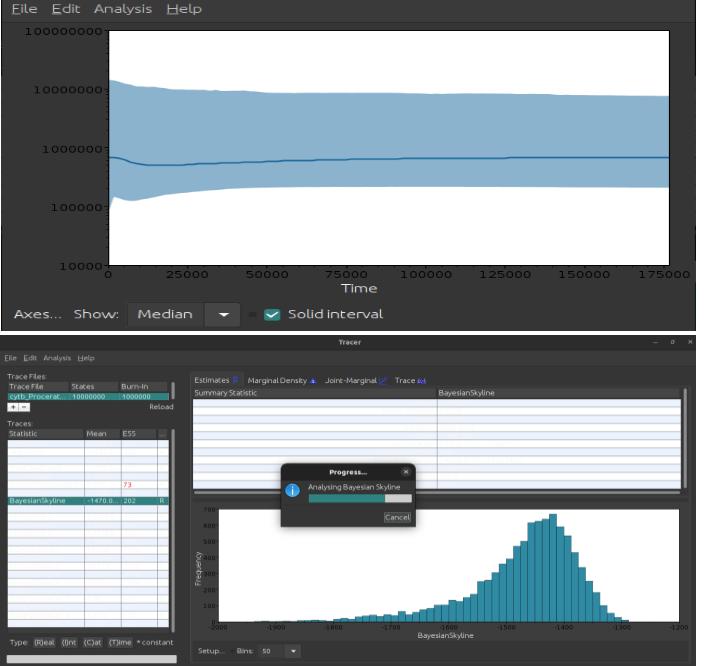 File Edit Analysis Help
100000000
10000000
1000000
100000
10000
0 25000 50000 75000 100000 125000 150000 175000
Time
Axes... Show: Median Solid interval
Tracer
File Edit Analysis Help
Trace Files:
Trace File States Burn-In
cytb_Procerat... 10000000 1000000
+ - Reload
Traces:
Statistic Mean ESS ...
73
BayesianSkyline -1470.0... 202 R
Type: (R)eal (I)nt (C)at (T)ime * constant
Estimates Marginal Density Joint-Marginal Trace
Summary Statistic BayesianSkyline
Progress...
Analysing Bayesian Skyline
Cancel
700
600
500
400
300
200
100
Frequency
-2000 -1900 -1800 -1700 -1600 -1500 -1400 -1300 -1200
BayesianSkyline
Setup... Bins: 50